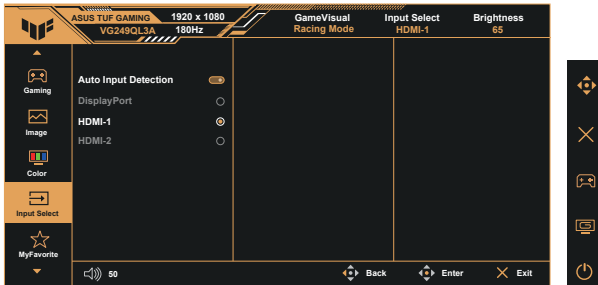 ASUS TUF GAMING 1920 x 1080
VG249QL3A 180Hz
GameVisual
Racing Mode
Input Select
HDMI-1
Brightness
65
Gaming
Image
Color
Input Select
MyFavorite
Auto Input Detection
DisplayPort
HDMI-1
HDMI-2
50
Back
Enter
Exit